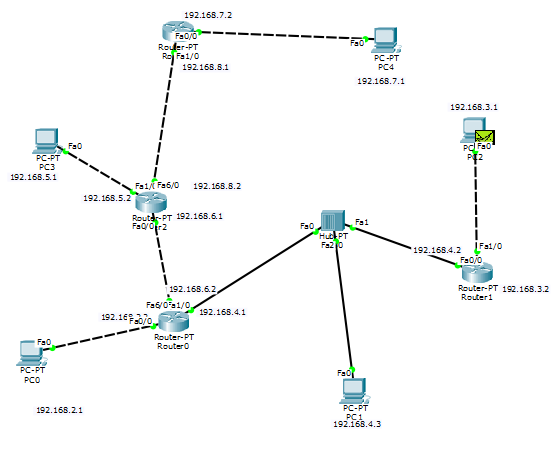 192.168.7.2
Fa0/0
Router-PT
Fa1/0
192.168.8.1
Fa0
PC-PT
PC4
192.168.7.1
192.168.3.1
Fa0
PC2
Fa0
PC-PT
PC3
192.168.5.1
Fa6/0
192.168.5.2
192.168.8.2
Router-PT
Fa0/0
192.168.6.1
Fa0
Fa1
Hub-PT
192.168.4.2
Fa1/0
Fa0/0
Router-PT
Router1
192.168.3.2
192.168.6.2
Fa6/0
Fa1/0
192.168.4.1
Fa0/0
Router-PT
Router0
Fa0
PC-PT
PC0
192.168.2.1
Fa0
PC-PT
PC1
192.168.4.3